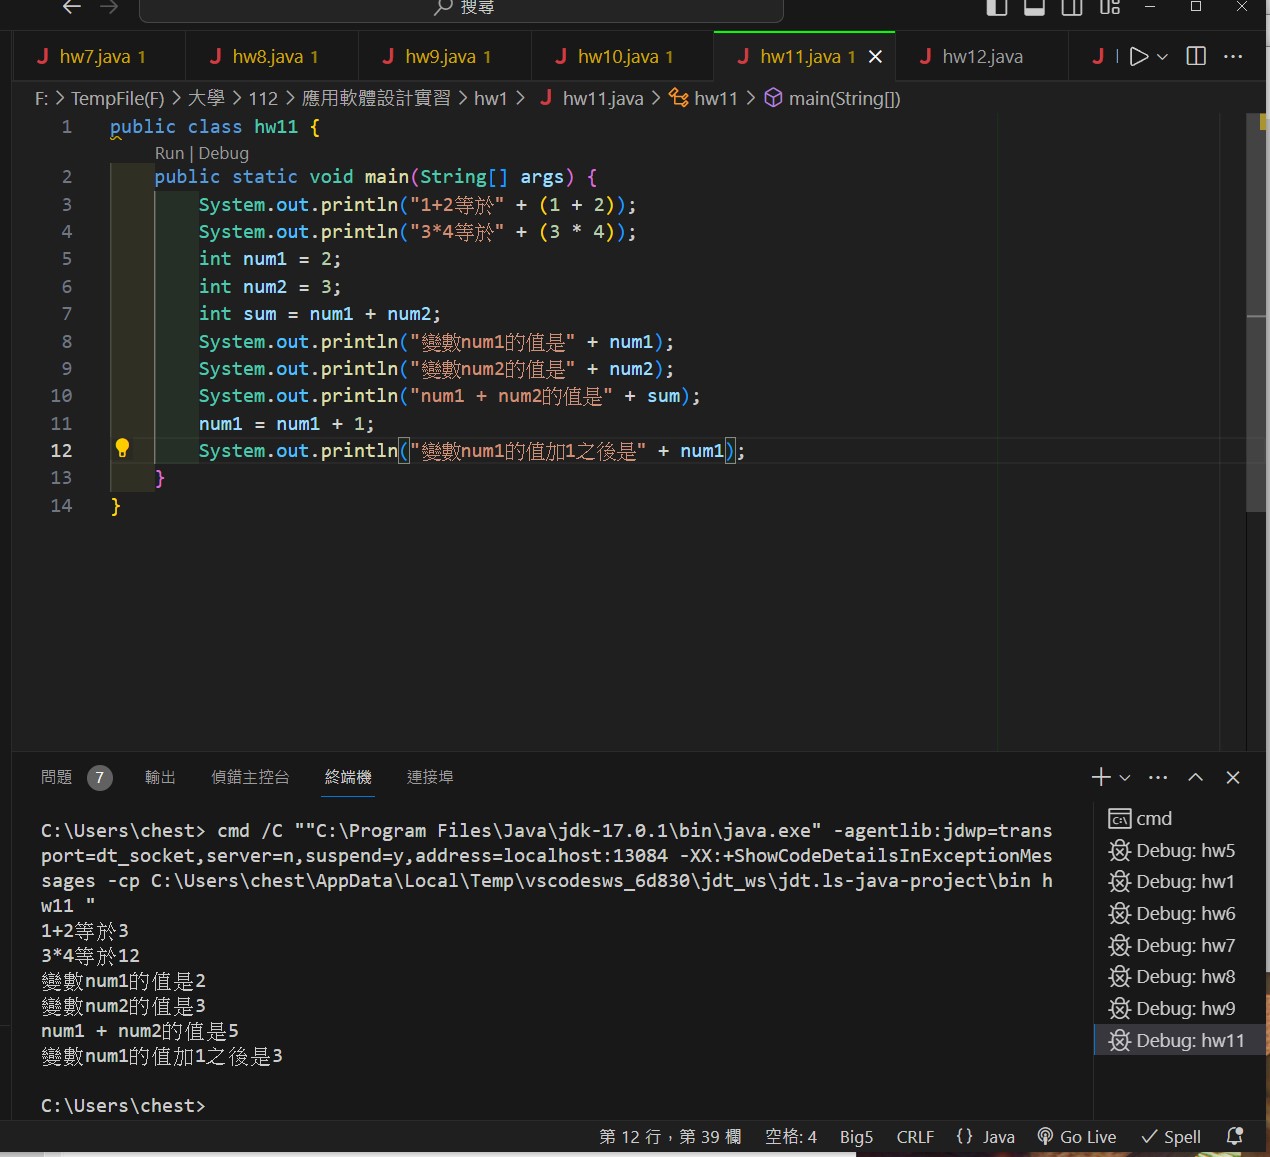 搜尋
hw7.java 1 hw8.java 1 hw9.java 1 hw10.java 1 hw11.java 1 hw12.java
F: > TempFile(F) > 大學 > 112 > 應用軟體設計實習 > hw1 > hw11.java > hw11 > main(String[])
1 public class hw11 {
Run | Debug
2 public static void main(String[] args) {
3 System.out.println("1+2等於" + (1 + 2));
4 System.out.println("3*4等於" + (3 * 4));
5 int num1 = 2;
6 int num2 = 3;
7 int sum = num1 + num2;
8 System.out.println("變數num1的值是" + num1);
9 System.out.println("變數num2的值是" + num2);
10 System.out.println("num1 + num2的值是" + sum);
11 num1 = num1 + 1;
12 System.out.println("變數num1的值加1之後是" + num1);
13 }
14 }
問題 7 輸出 偵錯主控台 終端機 連接埠
C:\Users\chest> cmd /C ""C:\Program Files\Java\jdk-17.0.1\bin\java.exe" -agentlib:jdwp=trans
port=dt_socket,server=n,suspend=y,address=localhost:13084 -XX:+ShowCodeDetailsInExceptionMes
sages -cp C:\Users\chest\AppData\Local\Temp\vscodesws_6d830\jdt_ws\jdt.ls-java-project\bin h
w11 "
1+2等於3
3*4等於12
變數num1的值是2
變數num2的值是3
num1 + num2的值是5
變數num1的值加1之後是3
C:\Users\chest>
cmd
Debug: hw5
Debug: hw1
Debug: hw6
Debug: hw7
Debug: hw8
Debug: hw9
Debug: hw11
第 12 行，第 39 欄 空格: 4 Big5 CRLF {} Java Go Live Spell